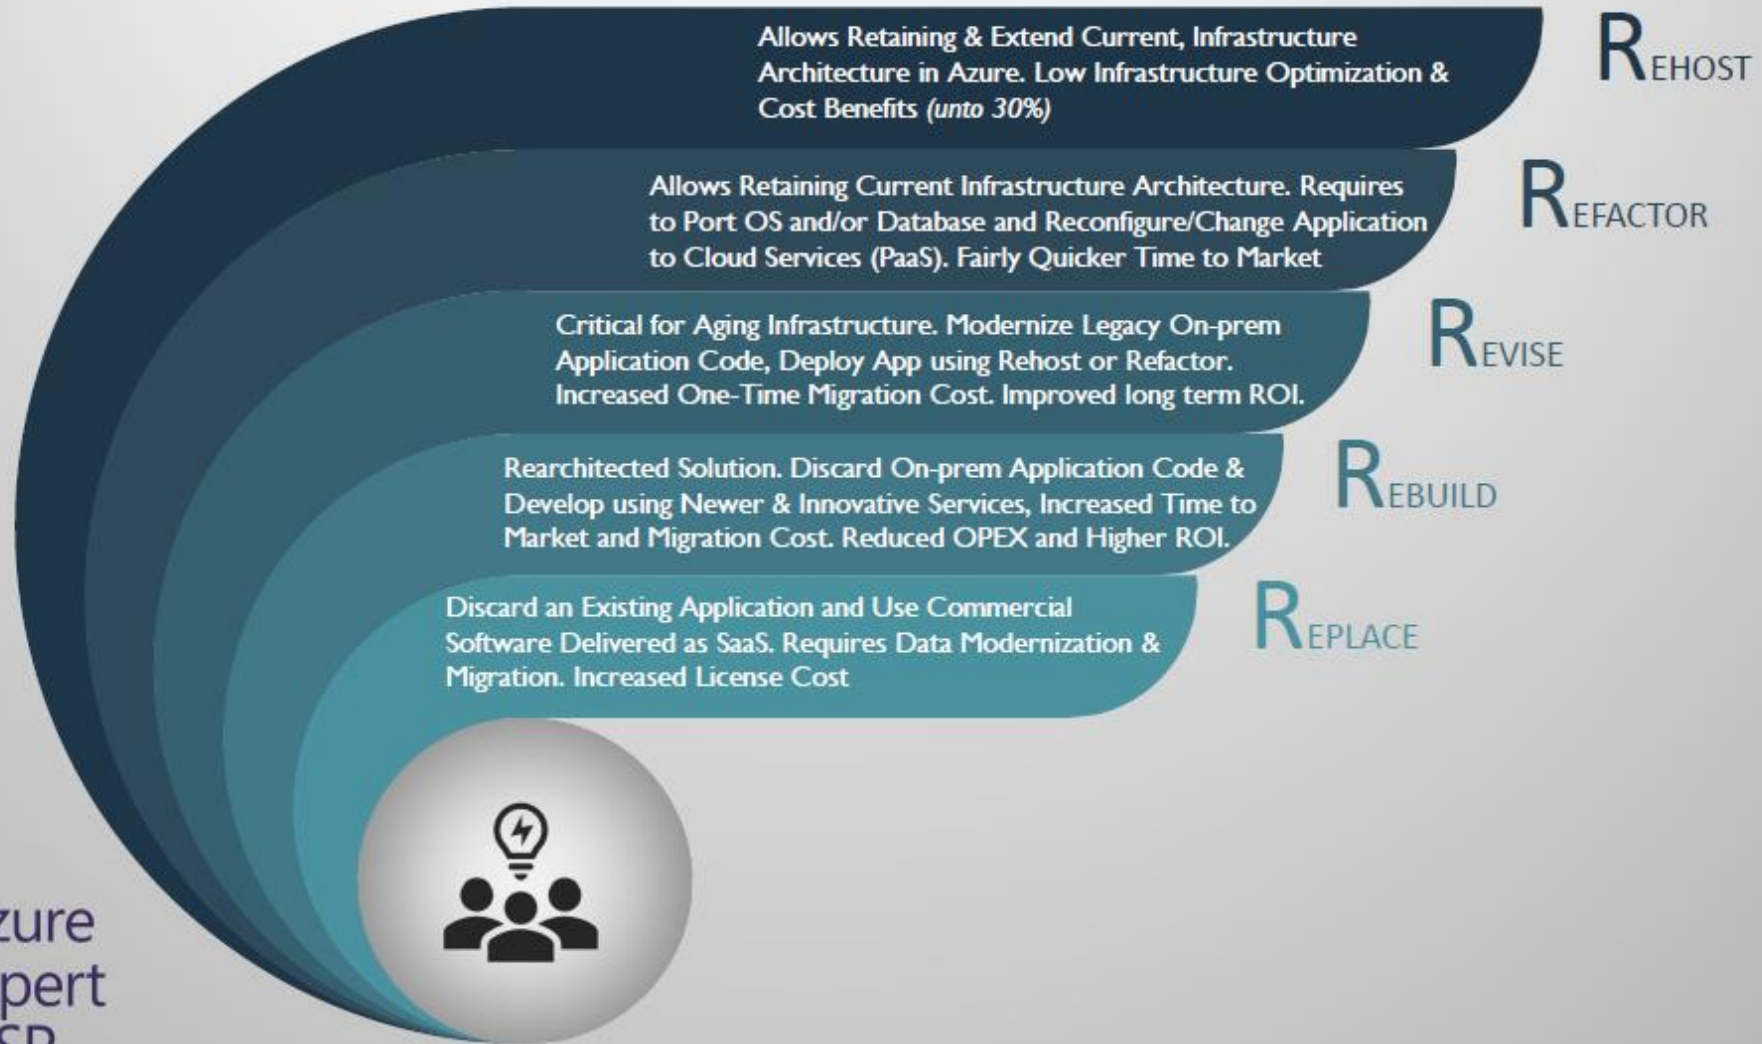 Allows Retaining & Extend Current, Infrastructure
Architecture in Azure. Low Infrastructure Optimization &
Cost Benefits (unto 30%)
REHOST
Allows Retaining Current Infrastructure Architecture. Requires
to Port OS and/or Database and Reconfigure/Change Application
to Cloud Services (PaaS). Fairly Quicker Time to Market
REFACTOR
Critical for Aging Infrastructure. Modernize Legacy On-prem
Application Code, Deploy App using Rehost or Refactor.
Increased One-Time Migration Cost. Improved long term ROI.
REVISE
Rearchitected Solution. Discard On-prem Application Code &
Develop using Newer & Innovative Services, Increased Time to
Market and Migration Cost. Reduced OPEX and Higher ROI.
REBUILD
Discard an Existing Application and Use Commercial
Software Delivered as SaaS. Requires Data Modernization &
Migration. Increased License Cost
REPLACE
zure
pert